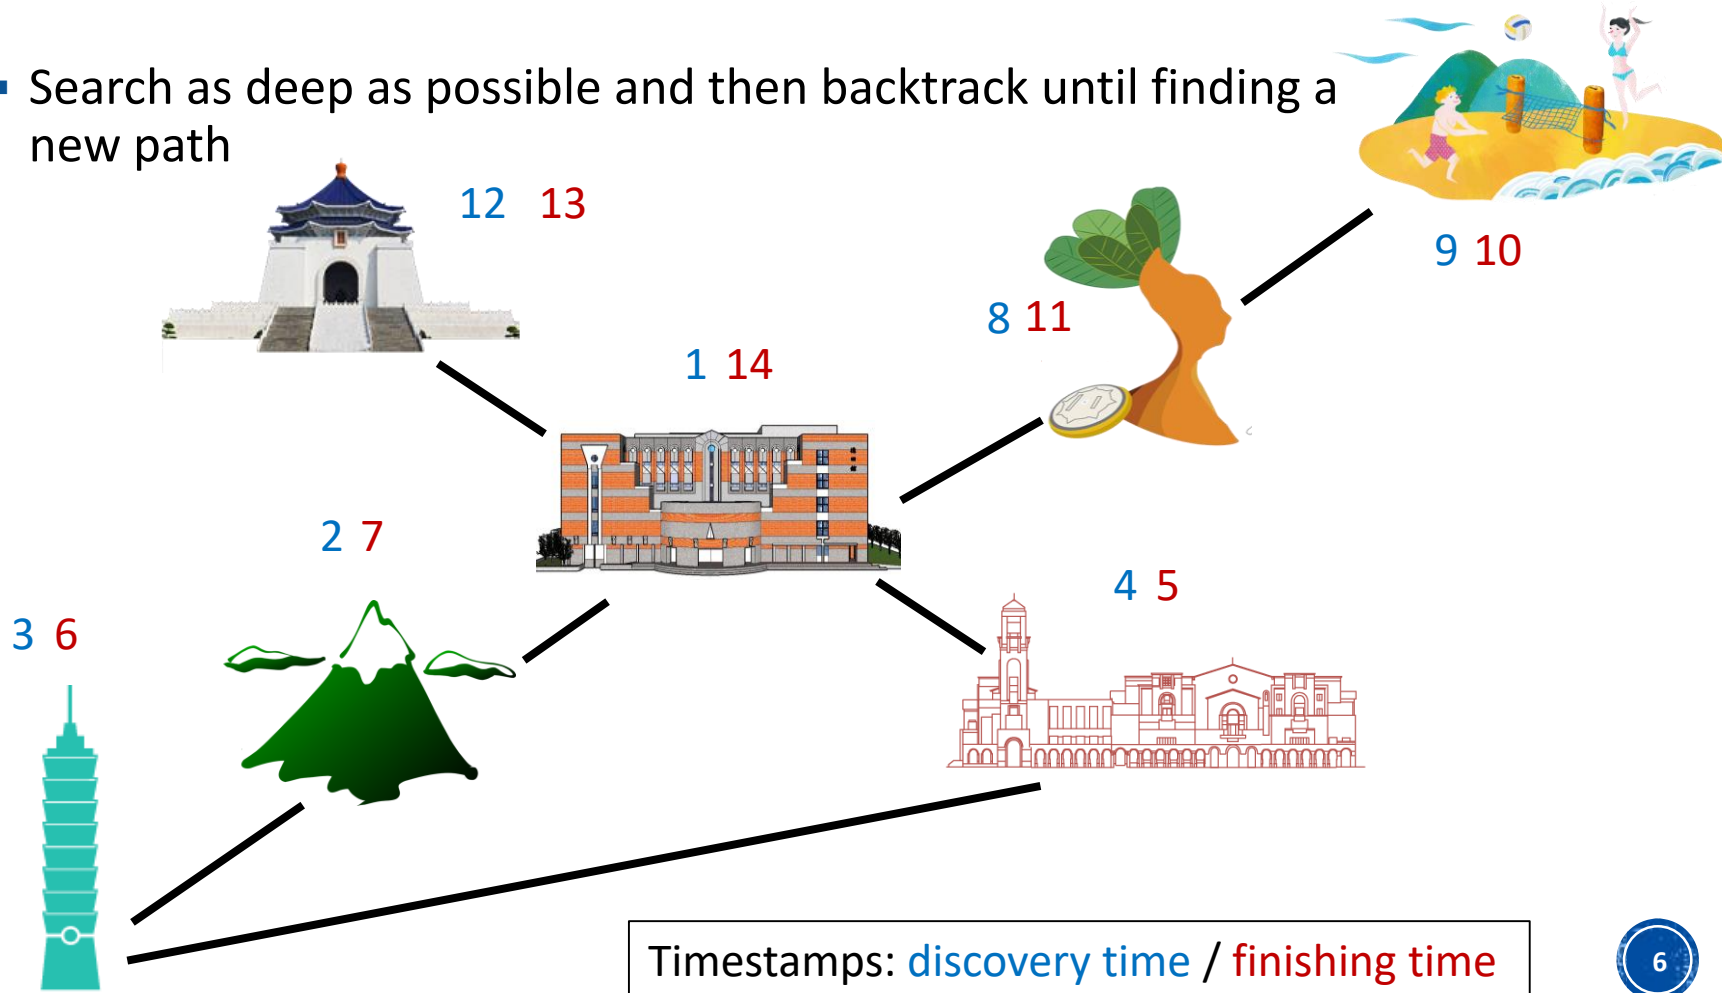 ▪ Search as deep as possible and then backtrack until finding a
new path
12 13
9 10
8 11
1 14
2 7
4 5
3 6
Timestamps: discovery time / finishing time
6